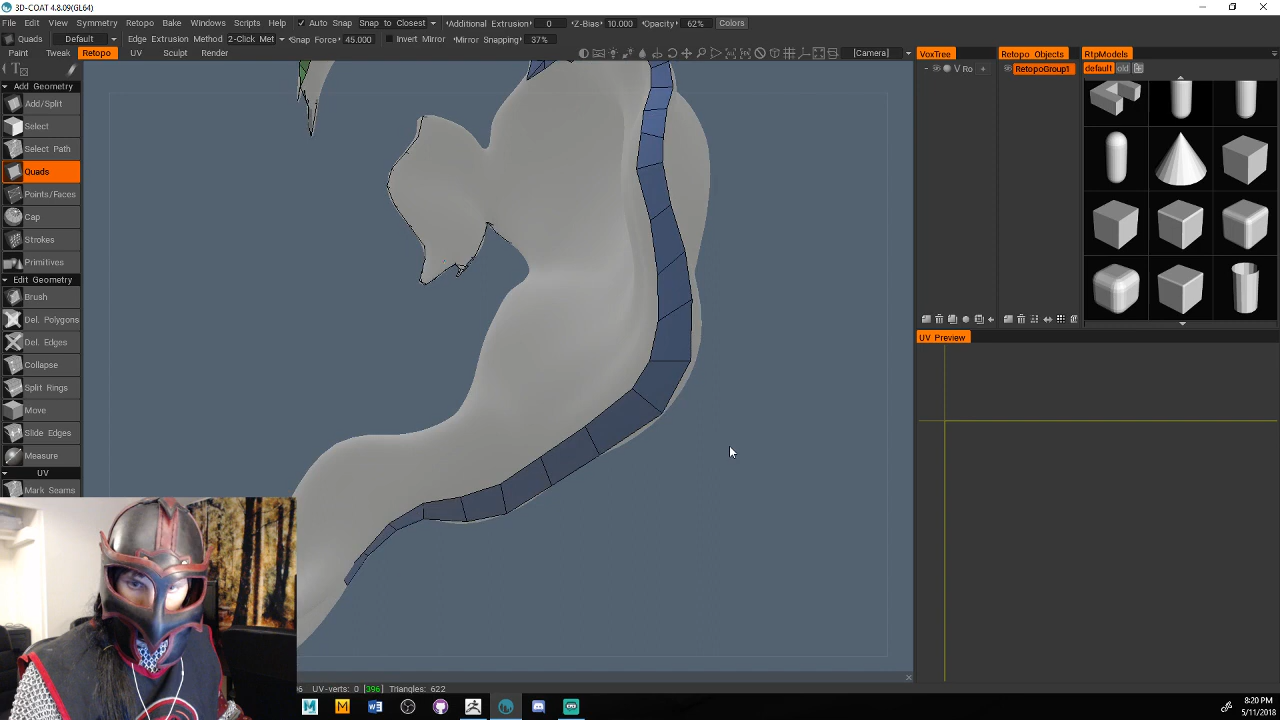 3D-COAT 4.8.09(GL64)
File Edit View Symmetry Retopo Bake Windows Scripts Help Auto Snap Snap to Closest Additional Extrusion 0 Z-Bias 10.000 Opacity 62% Colors
Quads Default Edge Extrusion Method 2-Click Met Snap Force 45.000 Invert Mirror Mirror Snapping 37%
Paint Tweak Retopo UV Sculpt Render [Camera] VoxTree Retopo Objects RtpModels
V Ro + RetopoGroup1 default old
Add Geometry
Add/Split
Select
Select Path
Quads
Points/Faces
Cap
Strokes
Primitives
Edit Geometry
Brush
Del. Polygons
Del. Edges
Collapse
Split Rings
Move
Slide Edges
Measure
UV
Mark Seams
UV Preview
UV-verts: 0 [396] Triangles: 622
8:20 PM
5/11/2018